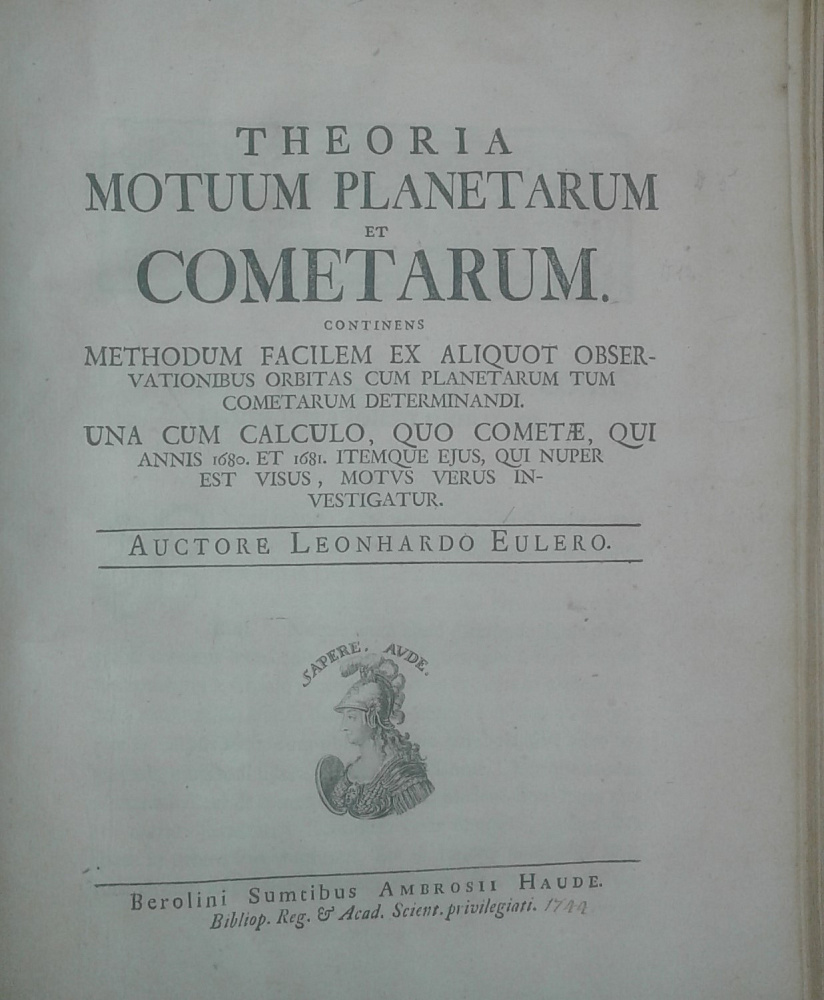 THEORIA
MOTUUM PLANETARUM
ET
COMETARUM.
CONTINENS
METHODUM FACILEM EX ALIQUOT OBSER-
VATIONIBUS ORBITAS CUM PLANETARUM TUM
COMETARUM DETERMINANDI.
UNA CUM CALCULO, QUO COMETÆ, QUI
ANNIS 1680. ET 1681. ITEMQUE EJUS, QUI NUPER
EST VISUS, MOTVS VERUS IN-
VESTIGATUR.
AUCTORE LEONHARDO EULERO.
SAPERE. AVDE.
Berolini Sumtibus AMBROSII HAUDE.
Bibliop. Reg. & Acad. Scient. privilegiati. 1744